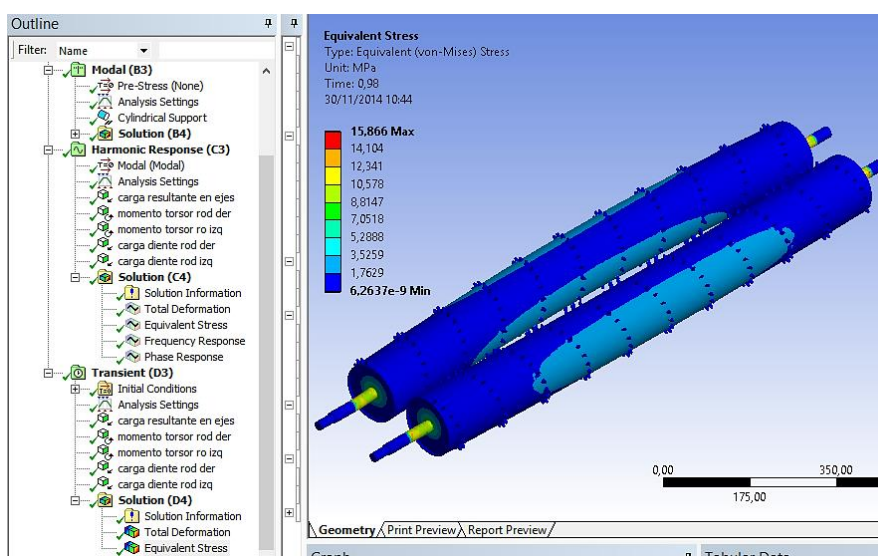 Outline
Filter: Name
Modal (B3)
Pre-Stress (None)
Analysis Settings
Cylindrical Support
Solution (B4)
Harmonic Response (C3)
Modal (Modal)
Analysis Settings
carga resultante en ejes
momento torsor rod der
momento torsor ro izq
carga diente rod der
carga diente rod izq
Solution (C4)
Solution Information
Total Deformation
Equivalent Stress
Frequency Response
Phase Response
Transient (D3)
Initial Conditions
Analysis Settings
carga resultante en ejes
momento torsor rod der
momento torsor ro izq
carga diente rod der
carga diente rod izq
Solution (D4)
Solution Information
Total Deformation
Equivalent Stress
Equivalent Stress
Type: Equivalent (von-Mises) Stress
Unit: MPa
Time: 0,98
30/11/2014 10:44
15,866 Max
14,104
12,341
10,578
8,8147
7,0518
5,2888
3,5259
1,7629
6,2637e-9 Min
0,00 350,00
175,00
Geometry Print Preview Report Preview
Graph Tabular Data